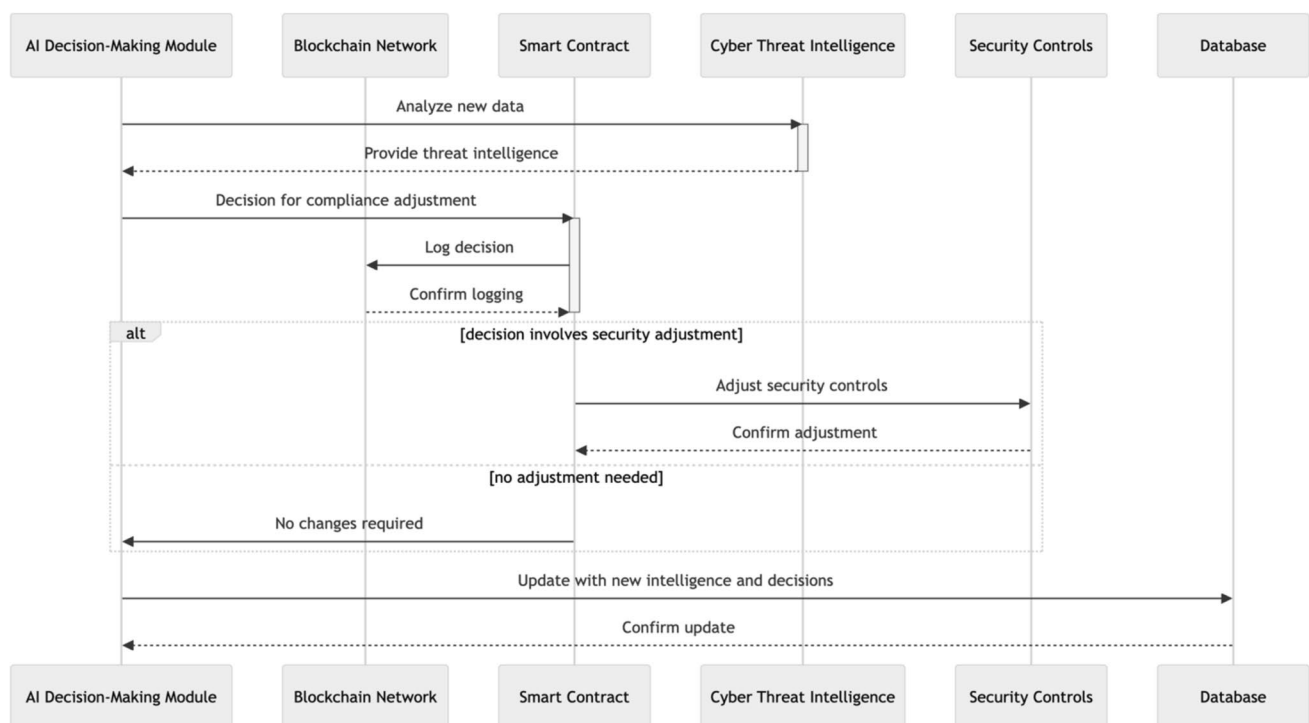 AI Decision-Making Module Blockchain Network Smart Contract Cyber Threat Intelligence Security Controls Database
Analyze new data
Provide threat intelligence
Decision for compliance adjustment
Log decision
Confirm logging
alt [decision involves security adjustment]
Adjust security controls
Confirm adjustment
[no adjustment needed]
No changes required
Update with new intelligence and decisions
Confirm update
AI Decision-Making Module Blockchain Network Smart Contract Cyber Threat Intelligence Security Controls Database